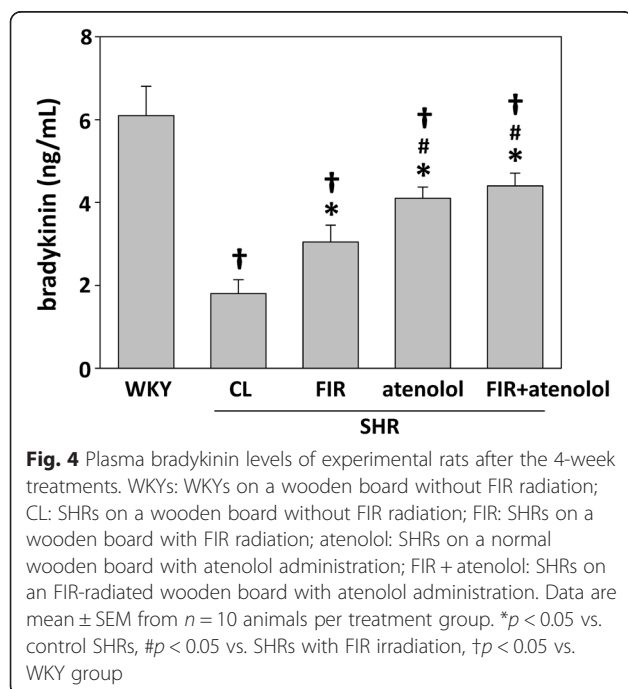 8
6
4
2
0
bradykinin (ng/mL)
†
†
*
†
#
*
†
#
*
WKY CL FIR atenolol FIR+atenolol
SHR
Fig. 4 Plasma bradykinin levels of experimental rats after the 4-week
treatments. WKYs: WKYs on a wooden board without FIR radiation;
CL: SHRs on a wooden board without FIR radiation; FIR: SHRs on a
wooden board with FIR radiation; atenolol: SHRs on a normal
wooden board with atenolol administration; FIR + atenolol: SHRs on
an FIR-radiated wooden board with atenolol administration. Data are
mean ± SEM from n = 10 animals per treatment group. *p < 0.05 vs.
control SHRs, #p < 0.05 vs. SHRs with FIR irradiation, †p < 0.05 vs.
WKY group